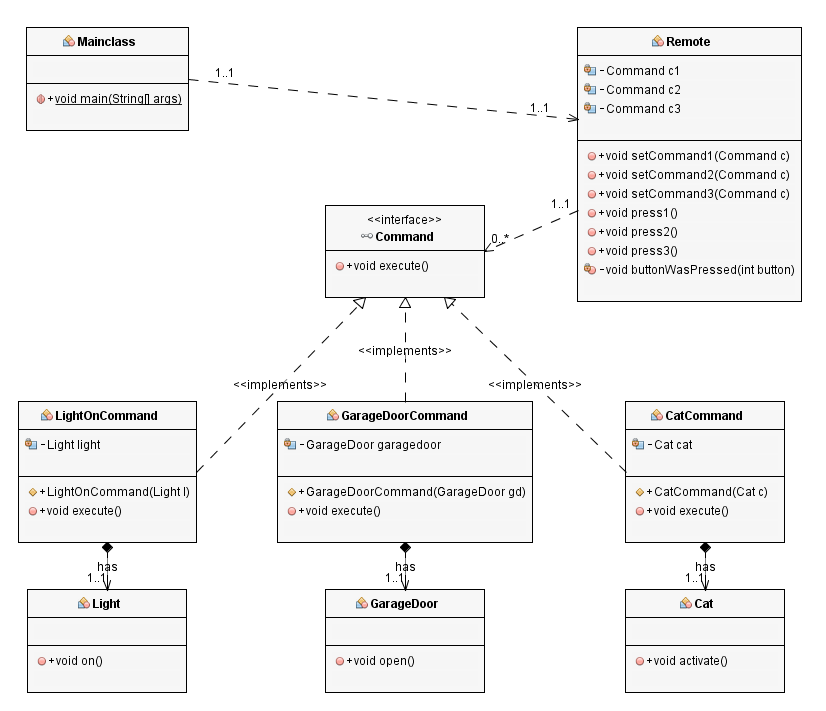 Mainclass
+void main(String[] args)
1..1
1..1
Remote
-Command c1
-Command c2
-Command c3
+void setCommand1(Command c)
+void setCommand2(Command c)
+void setCommand3(Command c)
+void press1()
+void press2()
+void press3()
-void buttonWasPressed(int button)
1..1
0..*
<<interface>>
Command
+void execute()
<<implements>>
<<implements>>
<<implements>>
LightOnCommand
-Light light
+LightOnCommand(Light l)
+void execute()
GarageDoorCommand
-GarageDoor garagedoor
+GarageDoorCommand(GarageDoor gd)
+void execute()
CatCommand
-Cat cat
+CatCommand(Cat c)
+void execute()
has
1..1
has
1..1
has
1..1
Light
+void on()
GarageDoor
+void open()
Cat
+void activate()